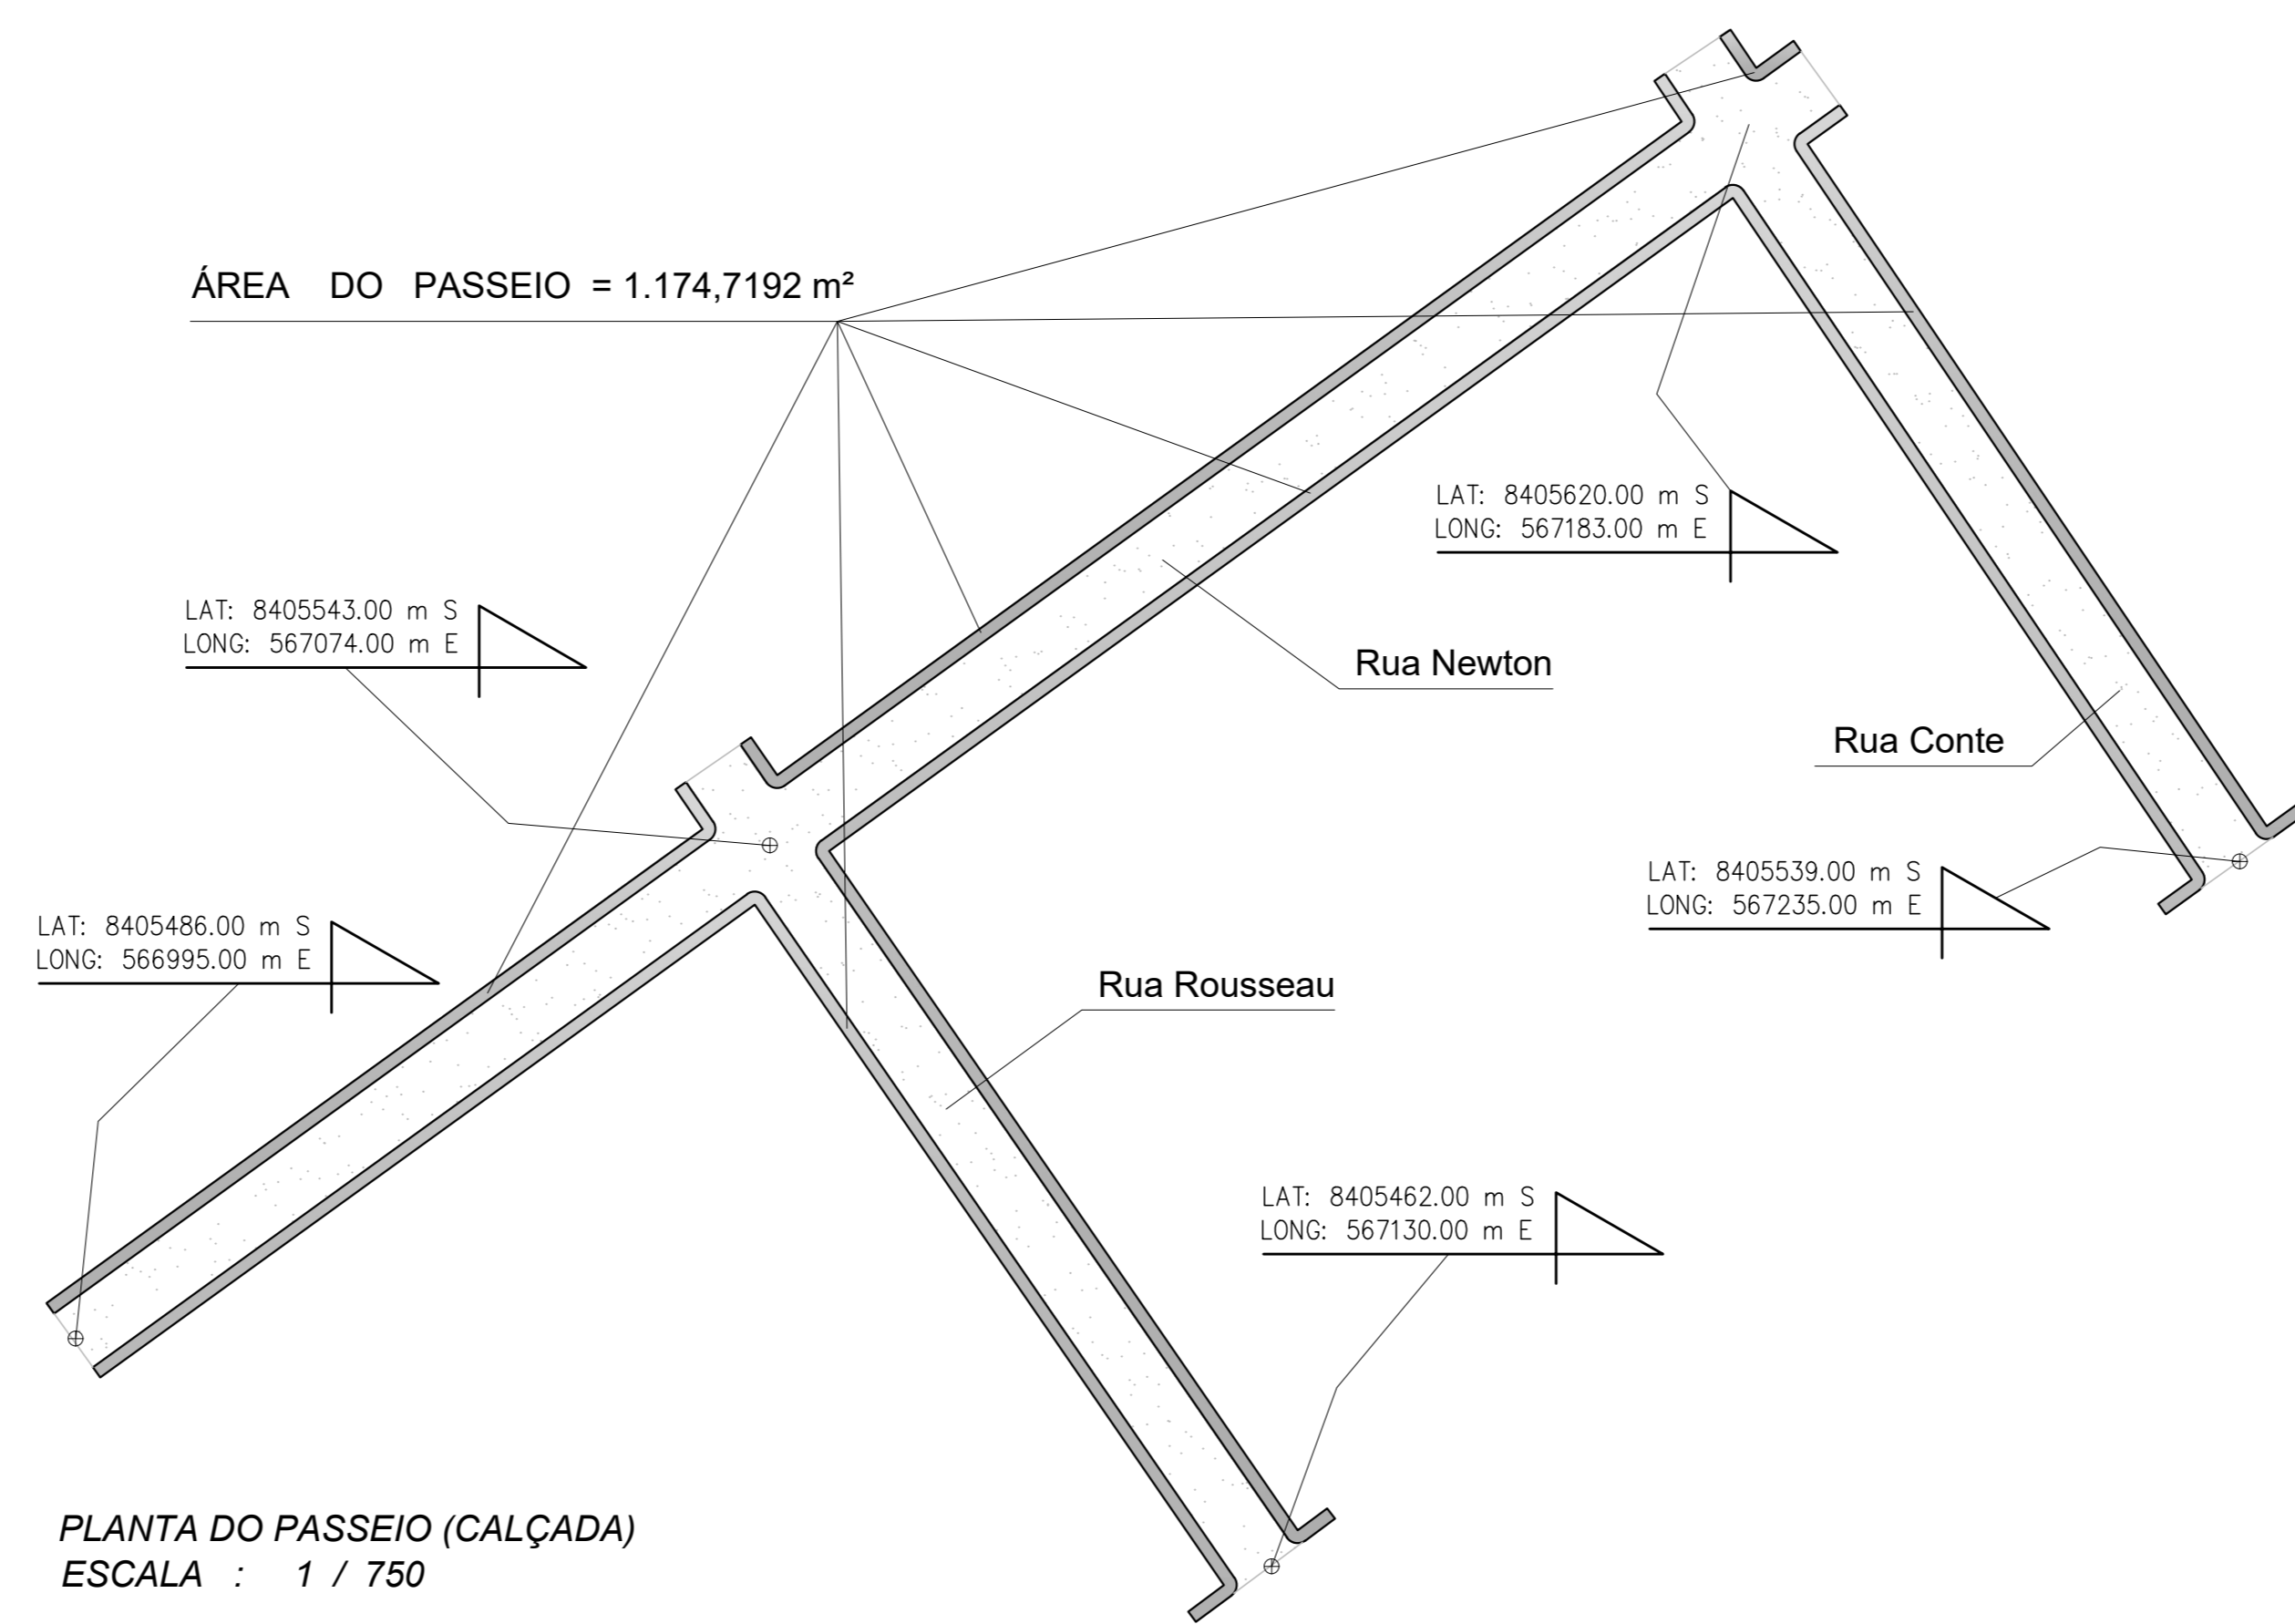 ÁREA DO PASSEIO = 1.174,7192 m²
LAT: 8405620.00 m S
LONG: 567183.00 m E
LAT: 8405543.00 m S
LONG: 567074.00 m E
Rua Newton
Rua Conte
LAT: 8405539.00 m S
LONG: 567235.00 m E
LAT: 8405486.00 m S
LONG: 566995.00 m E
Rua Rousseau
LAT: 8405462.00 m S
LONG: 567130.00 m E
PLANTA DO PASSEIO (CALÇADA)
ESCALA : 1 / 750